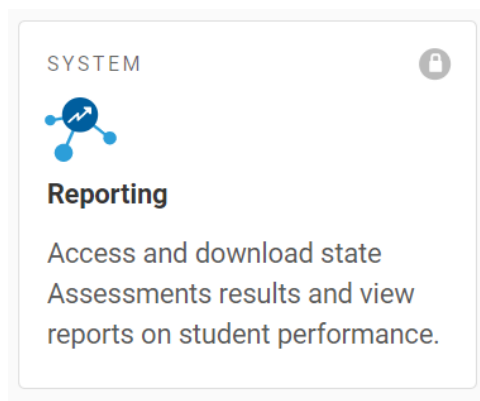 SYSTEM
Reporting
Access and download state
Assessments results and view
reports on student performance.